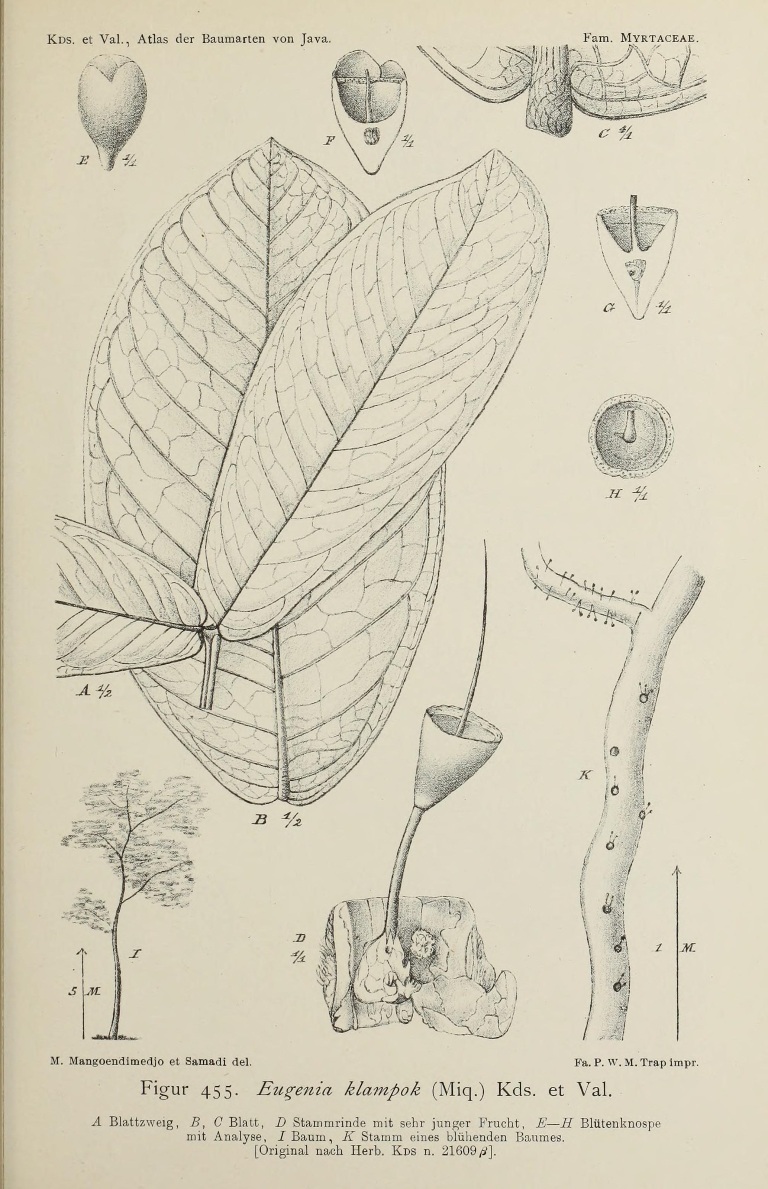 Kds. et Val., Atlas der Baumarten von Java.
Fam. Myrtaceae.
E 1/1
F 1/1
C 4/1
G 1/1
H 1/1
A 1/2
B 1/2
K
I
5 M.
D
1/1
1 M.
M. Mangoendimedjo et Samadi del.
Fa. P. W. M. Trap impr.
Figur 455. Eugenia klampok (Miq.) Kds. et Val.
A Blattzweig, B, C Blatt, D Stammrinde mit sehr junger Frucht, E—H Blütenknospe
mit Analyse, I Baum, K Stamm eines blühenden Baumes.
[Original nach Herb. Kds n. 21609 β].